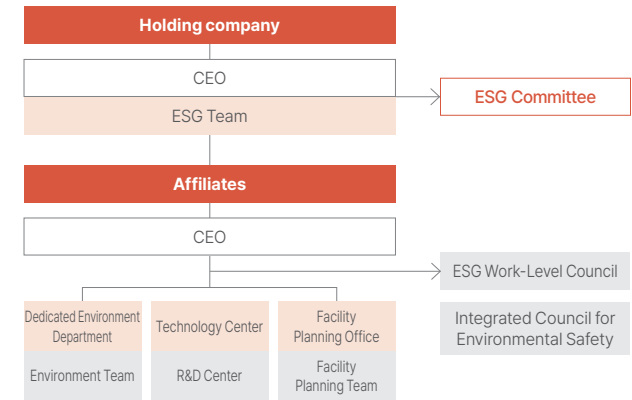 Holding company
CEO
ESG Team
ESG Committee
Affiliates
CEO
ESG Work-Level Council
Integrated Council for
Environmental Safety
Dedicated Environment
Department
Environment Team
Technology Center
R&D Center
Facility
Planning Office
Facility
Planning Team